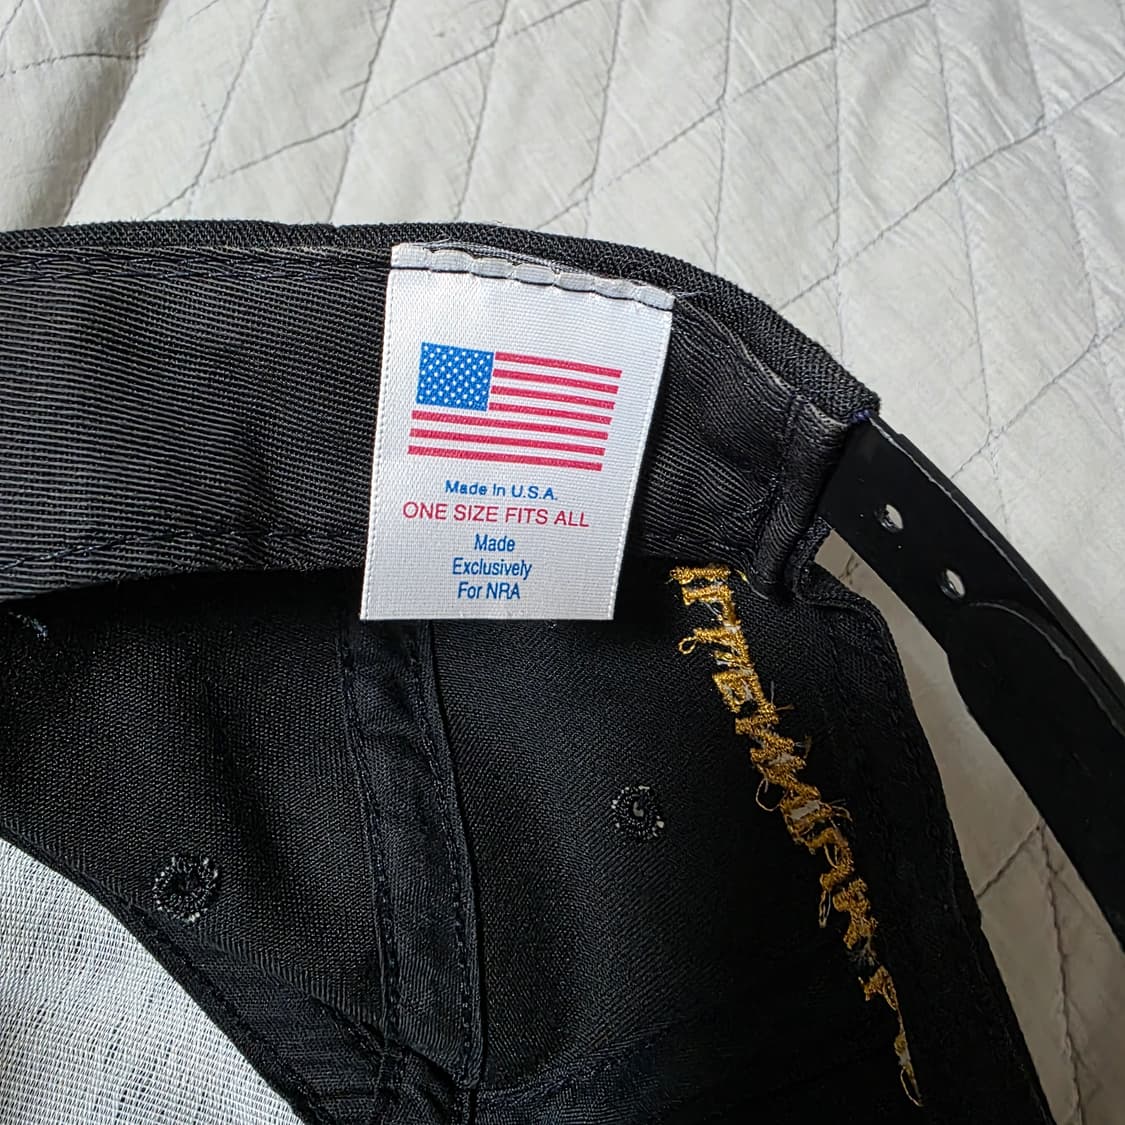 Made In U.S.A.
ONE SIZE FITS ALL
Made
Exclusively
For NRA